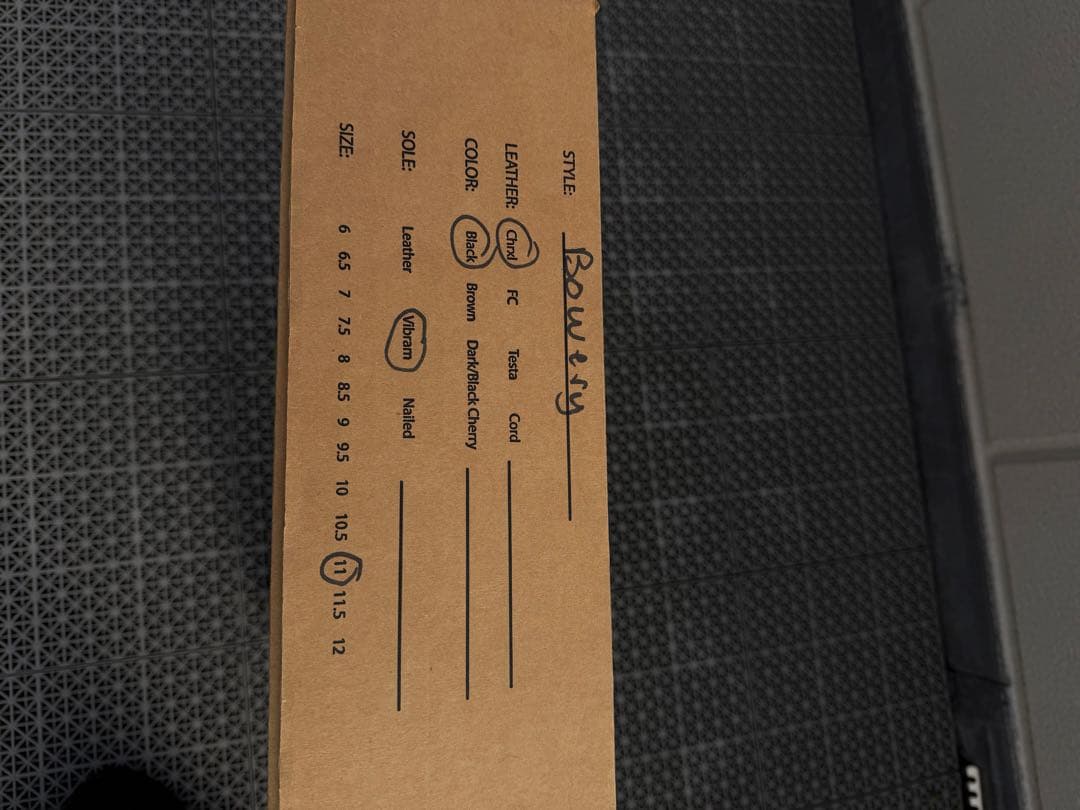 STYLE: Bowery
LEATHER: Chrxl FC Testa Cord
COLOR: Black Brown Dark/Black Cherry
SOLE: Leather Vibram Nailed
SIZE: 6 6.5 7 7.5 8 8.5 9 9.5 10 10.5 11 11.5 12